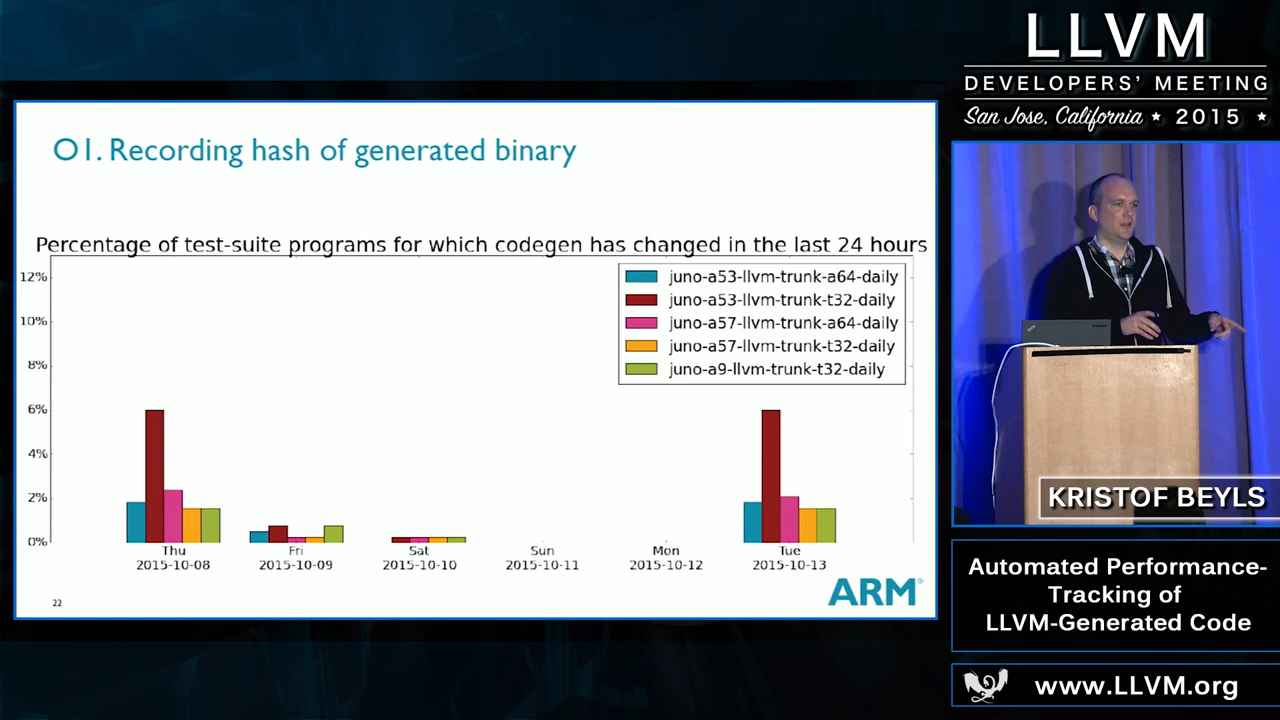 O1. Recording hash of generated binary
Percentage of test-suite programs for which codegen has changed in the last 24 hours
12%
10%
8%
6%
4%
2%
0%
juno-a53-llvm-trunk-a64-daily
juno-a53-llvm-trunk-t32-daily
juno-a57-llvm-trunk-a64-daily
juno-a57-llvm-trunk-t32-daily
juno-a9-llvm-trunk-t32-daily
Thu
2015-10-08
Fri
2015-10-09
Sat
2015-10-10
Sun
2015-10-11
Mon
2015-10-12
Tue
2015-10-13
22
ARM®
LLVM
DEVELOPERS' MEETING
San Jose, California ★ 2015 ★
KRISTOF BEYLS
Automated Performance-
Tracking of
LLVM-Generated Code
www.LLVM.org